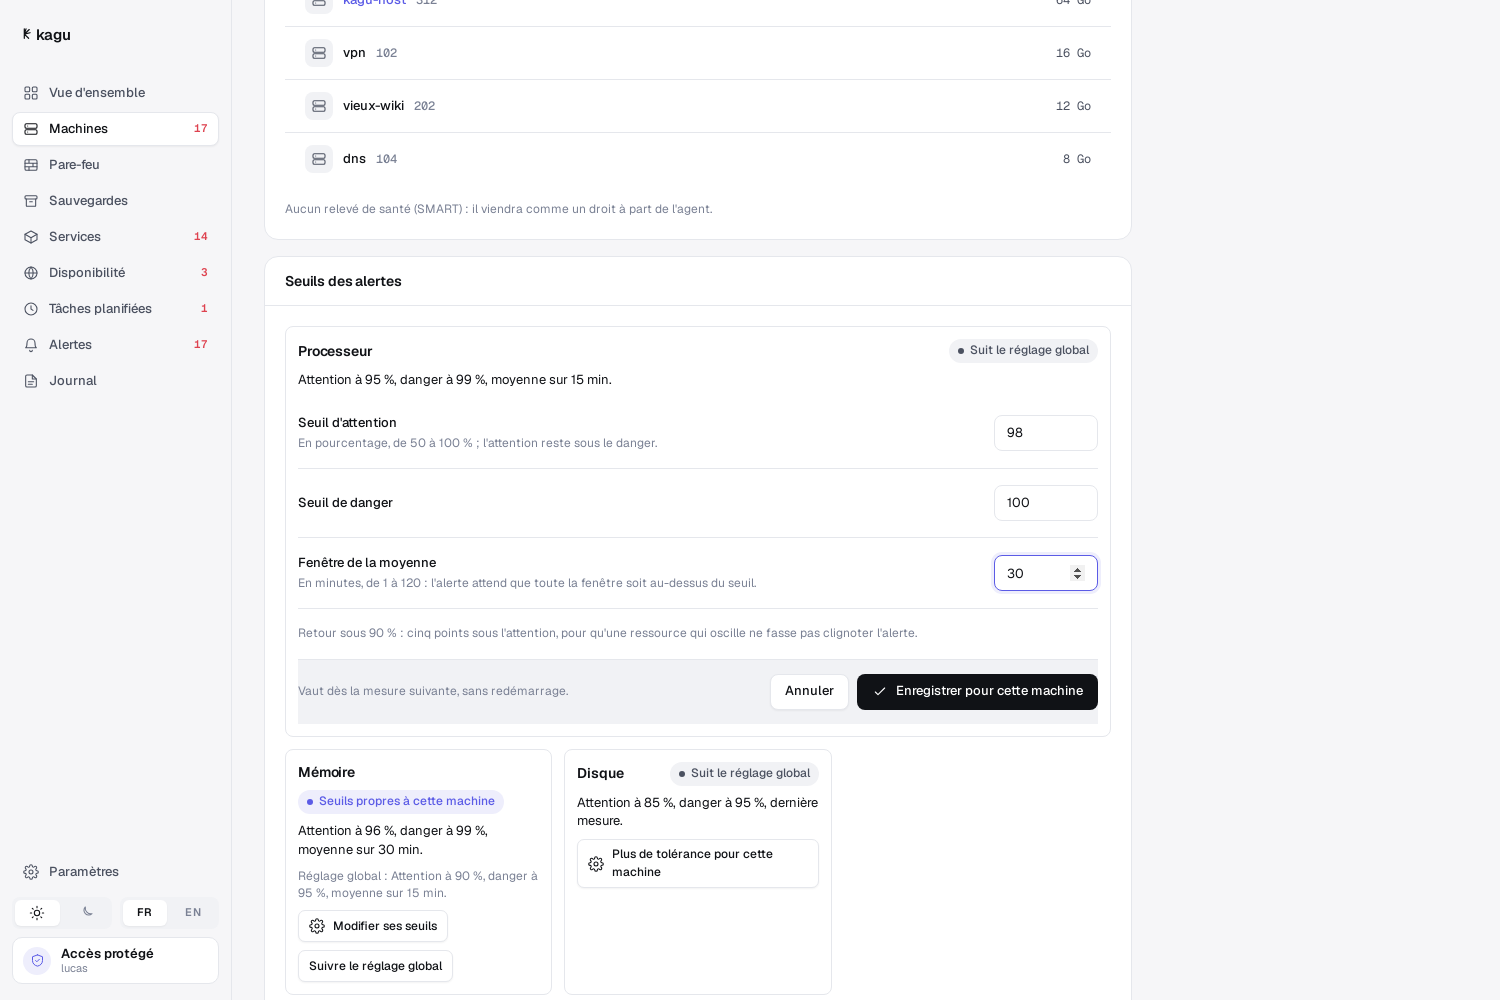 kagu
Vue d'ensemble
Machines 17
Pare-feu
Sauvegardes
Services 14
Disponibilité 3
Tâches planifiées 1
Alertes 17
Journal
Paramètres
FR EN
Accès protégé
lucas
kagu-host 312 64 Go
vpn 102 16 Go
vieux-wiki 202 12 Go
dns 104 8 Go
Aucun relevé de santé (SMART) : il viendra comme un droit à part de l'agent.
Seuils des alertes
Processeur Suit le réglage global
Attention à 95 %, danger à 99 %, moyenne sur 15 min.
Seuil d'attention 98
En pourcentage, de 50 à 100 % ; l'attention reste sous le danger.
Seuil de danger 100
Fenêtre de la moyenne 30
En minutes, de 1 à 120 : l'alerte attend que toute la fenêtre soit au-dessus du seuil.
Retour sous 90 % : cinq points sous l'attention, pour qu'une ressource qui oscille ne fasse pas clignoter l'alerte.
Vaut dès la mesure suivante, sans redémarrage. Annuler Enregistrer pour cette machine
Mémoire
Seuils propres à cette machine
Attention à 96 %, danger à 99 %,
moyenne sur 30 min.
Réglage global : Attention à 90 %, danger à
95 %, moyenne sur 15 min.
Modifier ses seuils
Suivre le réglage global
Disque Suit le réglage global
Attention à 85 %, danger à 95 %, dernière
mesure.
Plus de tolérance pour cette
machine